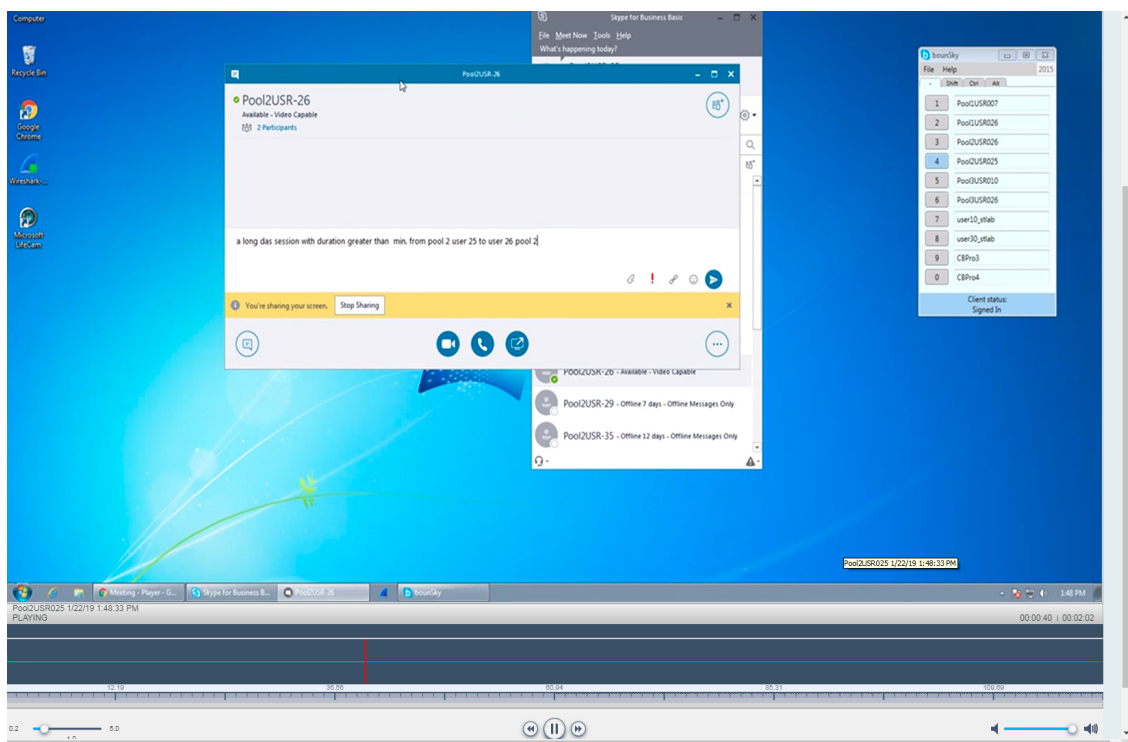 Computer
Recycle Bin
Google
Chrome
Wireshark-...
Microsoft
LifeCam
Skype for Business Basic
File Meet Now Tools Help
What's happening today?
Pool2USR-26
Pool2USR-26
Available - Video Capable
2 Participants
a long das session with duration greater than min. from pool 2 user 25 to user 26 pool 2
You're sharing your screen. Stop Sharing
Pool2USR-26 - Available - Video Capable
Pool2USR-29 - Offline 7 days - Offline Messages Only
Pool2USR-35 - Offline 12 days - Offline Messages Only
bounSky
File Help 2015
- Shift Ctrl Alt
1 Pool1USR007
2 Pool1USR026
3 Pool2USR026
4 Pool2USR025
5 Pool3USR010
6 Pool3USR026
7 user10_stlab
8 user30_stlab
9 CBPro3
0 CBPro4
Client status:
Signed In
Pool2USR025 1/22/19 1:48:33 PM
Meeting - Player - G... Skype for Business B... Pool2USR-26 bounSky 1:48 PM
Pool2USR025 1/22/19 1:48:33 PM
PLAYING 00:00:40 | 00:02:02
12.19 36.56 60.94 85.31 109.69
0.2 5.0
1.0